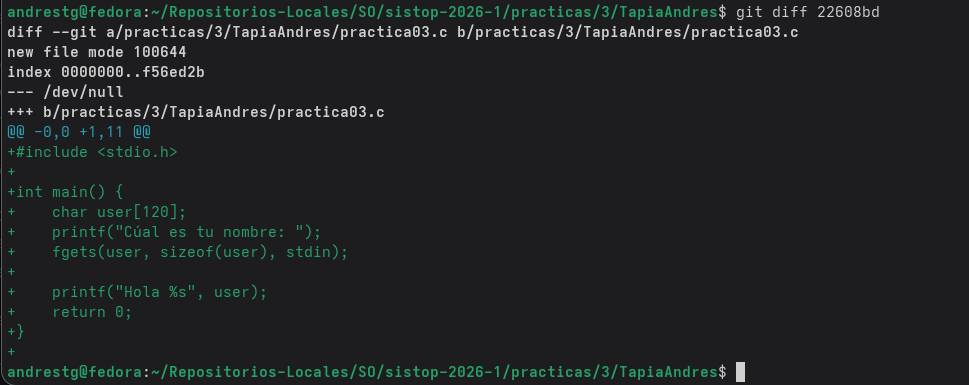 andrestg@fedora:~/Repositorios-Locales/SO/sistop-2026-1/practicas/3/TapiaAndres$ git diff 22608bd
diff --git a/practicas/3/TapiaAndres/practica03.c b/practicas/3/TapiaAndres/practica03.c
new file mode 100644
index 0000000..f56ed2b
--- /dev/null
+++ b/practicas/3/TapiaAndres/practica03.c
@@ -0,0 +1,11 @@
+#include <stdio.h>
+
+int main() {
+    char user[120];
+    printf("Cúal es tu nombre: ");
+    fgets(user, sizeof(user), stdin);
+
+    printf("Hola %s", user);
+    return 0;
+}
+
andrestg@fedora:~/Repositorios-Locales/SO/sistop-2026-1/practicas/3/TapiaAndres$